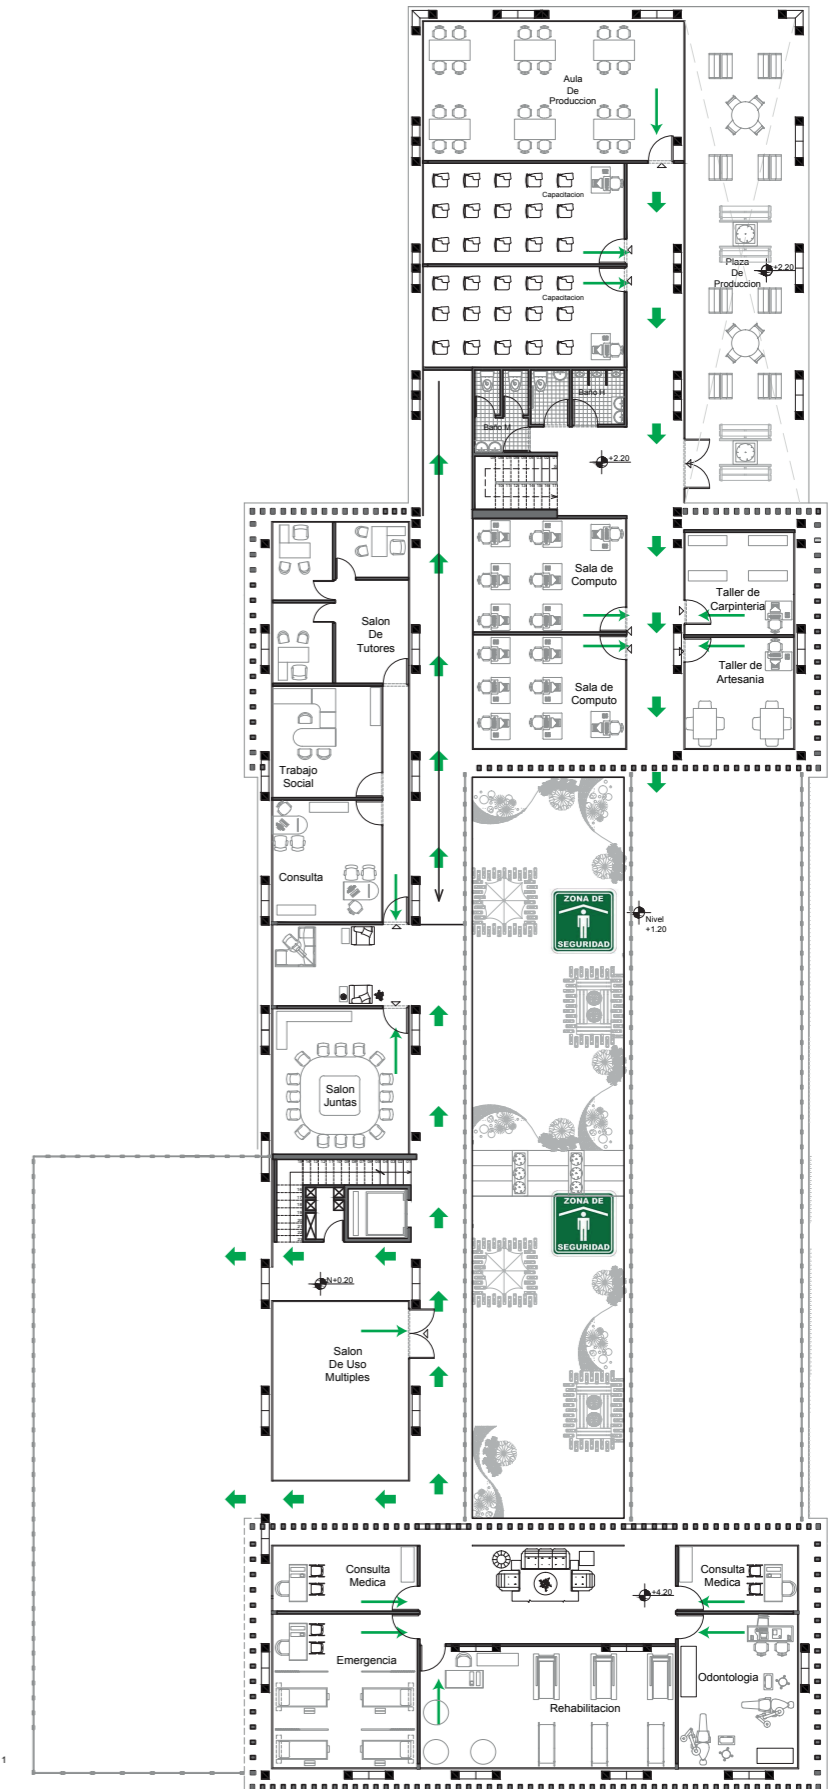 Aula
De
Produccion
Capacitacion
Capacitacion
Plaza
De
Produccion
+2.20
Baño H
Baño M
+2.20
Sala de
Computo
Taller de
Carpinteria
Salon
De
Tutores
Taller de
Artesania
Sala de
Computo
Trabajo
Social
Consulta
ZONA DE
SEGURIDAD
Nivel
+1.20
Salon
Juntas
ZONA DE
SEGURIDAD
N+0.20
Salon
De Uso
Multiples
Consulta
Medica
Consulta
Medica
+4.20
Emergencia
Odontologia
Rehabilitacion
1